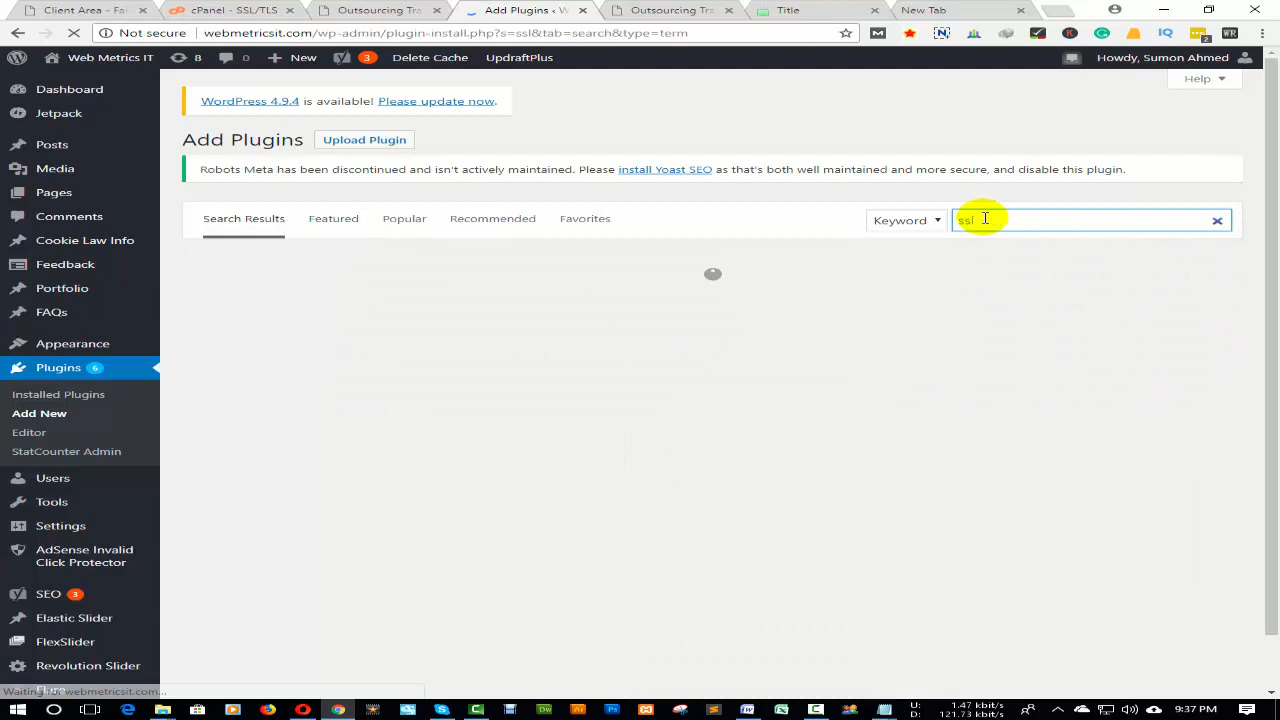 Client Area - Fa
cPanel - SSL/TLS
Outsourcing Tra
Add Plugins ‹ W
Outsourcing Tra
Title
New Tab
Not secure
webmetricsit.com/wp-admin/plugin-install.php?s=ssl&tab=search&type=term
Web Metrics IT
8
0
New
3
Delete Cache
UpdraftPlus
Howdy, Sumon Ahmed
Help
Dashboard
Jetpack
Posts
Media
Pages
Comments
Cookie Law Info
Feedback
Portfolio
FAQs
Appearance
Plugins 6
Installed Plugins
Add New
Editor
StatCounter Admin
Users
Tools
Settings
AdSense Invalid
Click Protector
SEO 3
Elastic Slider
FlexSlider
Revolution Slider
WordPress 4.9.4 is available! Please update now.
Add Plugins
Upload Plugin
Robots Meta has been discontinued and isn't actively maintained. Please install Yoast SEO as that's both well maintained and more secure, and disable this plugin.
Search Results
Featured
Popular
Recommended
Favorites
Keyword
ssl
Waiting for webmetricsit.com...
U: 1.47 kbit/s
D: 121.73 kbit/s
9:37 PM